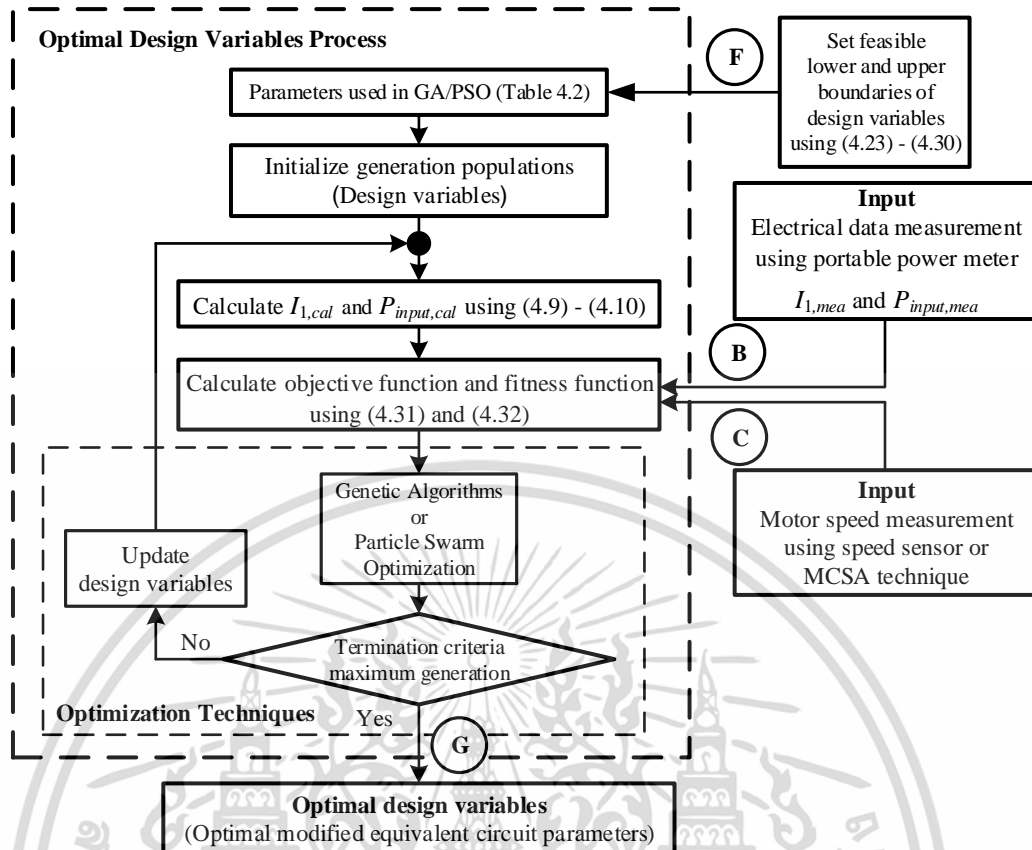 Optimal Design Variables Process
F
Set feasible
lower and upper
boundaries of
design variables
using (4.23) - (4.30)
Parameters used in GA/PSO (Table 4.2)
Initialize generation populations
(Design variables)
Input
Electrical data measurement
using portable power meter
I1,mea and Pinput,mea
Calculate I1,cal and Pinput,cal using (4.9) - (4.10)
B
Calculate objective function and fitness function
using (4.31) and (4.32)
C
Input
Motor speed measurement
using speed sensor or
MCSA technique
Genetic Algorithms
or
Particle Swarm
Optimization
Update
design variables
No
Termination criteria
maximum generation
Optimization Techniques
Yes
G
Optimal design variables
(Optimal modified equivalent circuit parameters)